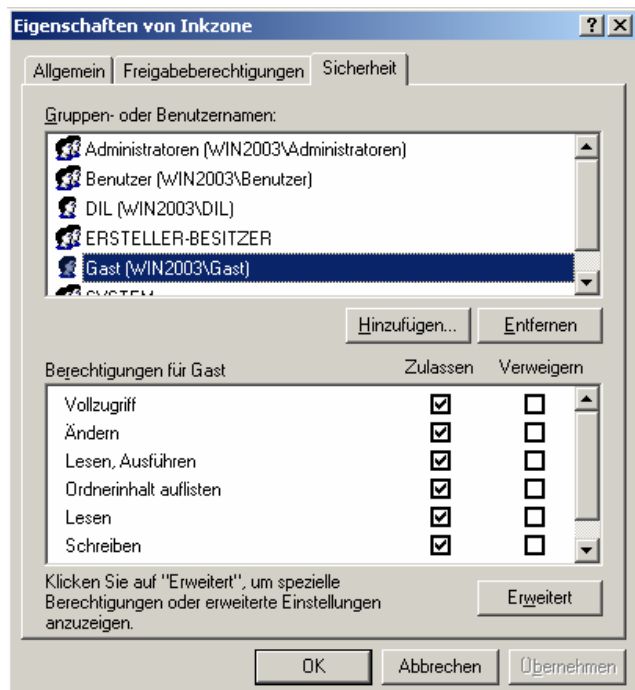 Eigenschaften von Inkzone
Allgemein Freigabeberechtigungen Sicherheit
Gruppen- oder Benutzernamen:
Administratoren (WIN2003\Administratoren)
Benutzer (WIN2003\Benutzer)
DIL (WIN2003\DIL)
ERSTELLER-BESITZER
Gast (WIN2003\Gast)
SYSTEM
Hinzufügen... Entfernen
Berechtigungen für Gast Zulassen Verweigern
Vollzugriff
Ändern
Lesen, Ausführen
Ordnerinhalt auflisten
Lesen
Schreiben
Klicken Sie auf "Erweitert", um spezielle
Berechtigungen oder erweiterte Einstellungen
anzuzeigen.
Erweitert
OK Abbrechen Übernehmen